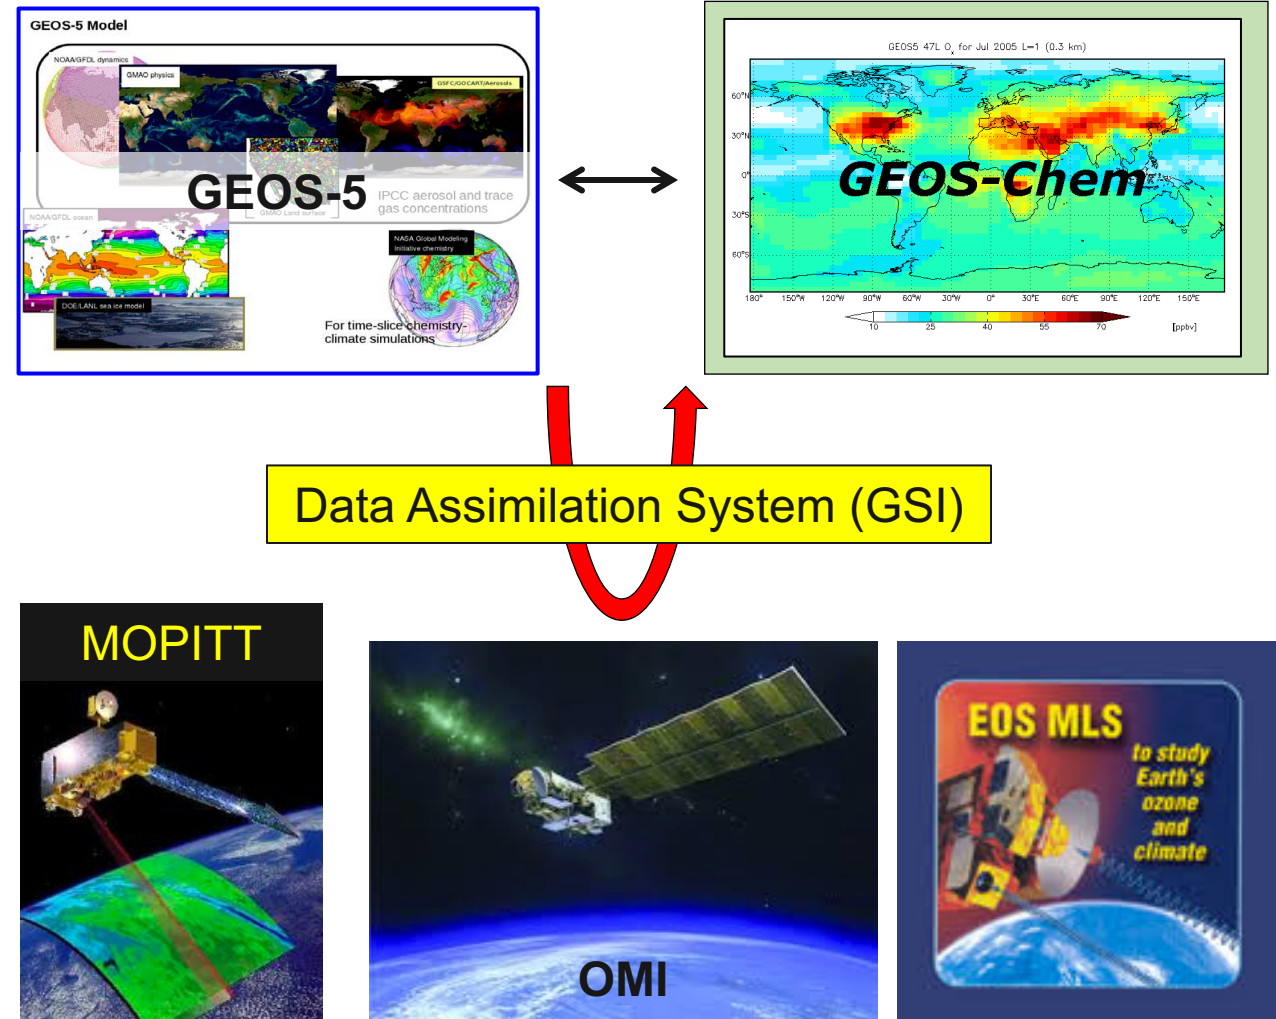 GEOS-5 Model
NOAA/GFDL dynamics
GMAO physics
GSFC/GOCART/Aerosols
GEOS-5
IPCC aerosol and trace
gas concentrations
GMAO Land surface
NOAA/GFDL ocean
NASA Global Modeling
Initiative chemistry
DOE/LANL sea ice model
For time-slice chemistry-
climate simulations
GEOS5 47L Ox for Jul 2005 L=1 (0.3 km)
60°N
30°N
0°
30°S
60°S
GEOS-Chem
180° 150°W 120°W 90°W 60°W 30°W 0° 30°E 60°E 90°E 120°E 150°E
10 25 40 55 70 [ppbv]
Data Assimilation System (GSI)
MOPITT
OMI
EOS MLS
to study
Earth's
ozone
and
climate